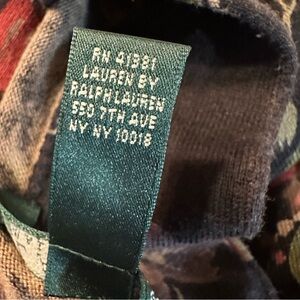 RN 41381
LAUREN BY
RALPH LAUREN
550 7TH AVE
NY NY 10018